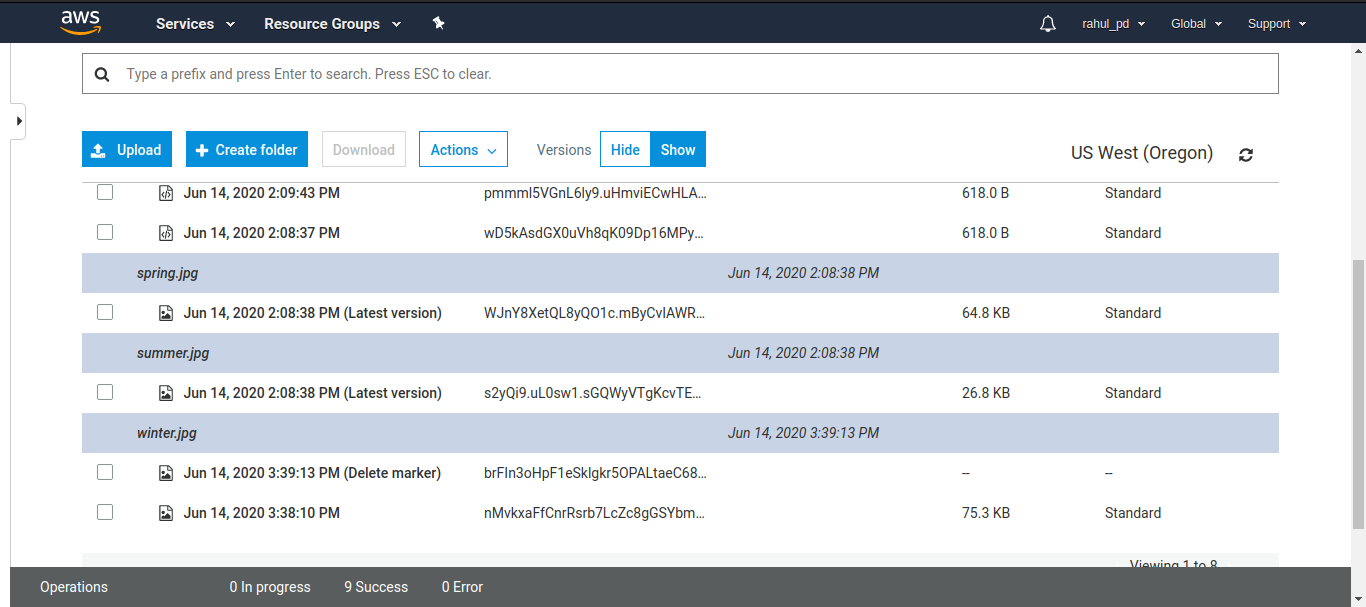 aws Services Resource Groups rahul_pd Global Support
Type a prefix and press Enter to search. Press ESC to clear.
Upload Create folder Download Actions Versions Hide Show US West (Oregon)
Jun 14, 2020 2:09:43 PM pmmml5VGnL6ly9.uHmviECwHLA... 618.0 B Standard
Jun 14, 2020 2:08:37 PM wD5kAsdGX0uVh8qK09Dp16MPy... 618.0 B Standard
spring.jpg Jun 14, 2020 2:08:38 PM
Jun 14, 2020 2:08:38 PM (Latest version) WJnY8XetQL8yQO1c.mByCvIAWR... 64.8 KB Standard
summer.jpg Jun 14, 2020 2:08:38 PM
Jun 14, 2020 2:08:38 PM (Latest version) s2yQi9.uL0sw1.sGQWyVTgKcvTE... 26.8 KB Standard
winter.jpg Jun 14, 2020 3:39:13 PM
Jun 14, 2020 3:39:13 PM (Delete marker) brFIn3oHpF1eSklgkr5OPALtaeC68... -- --
Jun 14, 2020 3:38:10 PM nMvkxaFfCnrRsrb7LcZc8gGSYbm... 75.3 KB Standard
Viewing 1 to 8
Operations 0 In progress 9 Success 0 Error